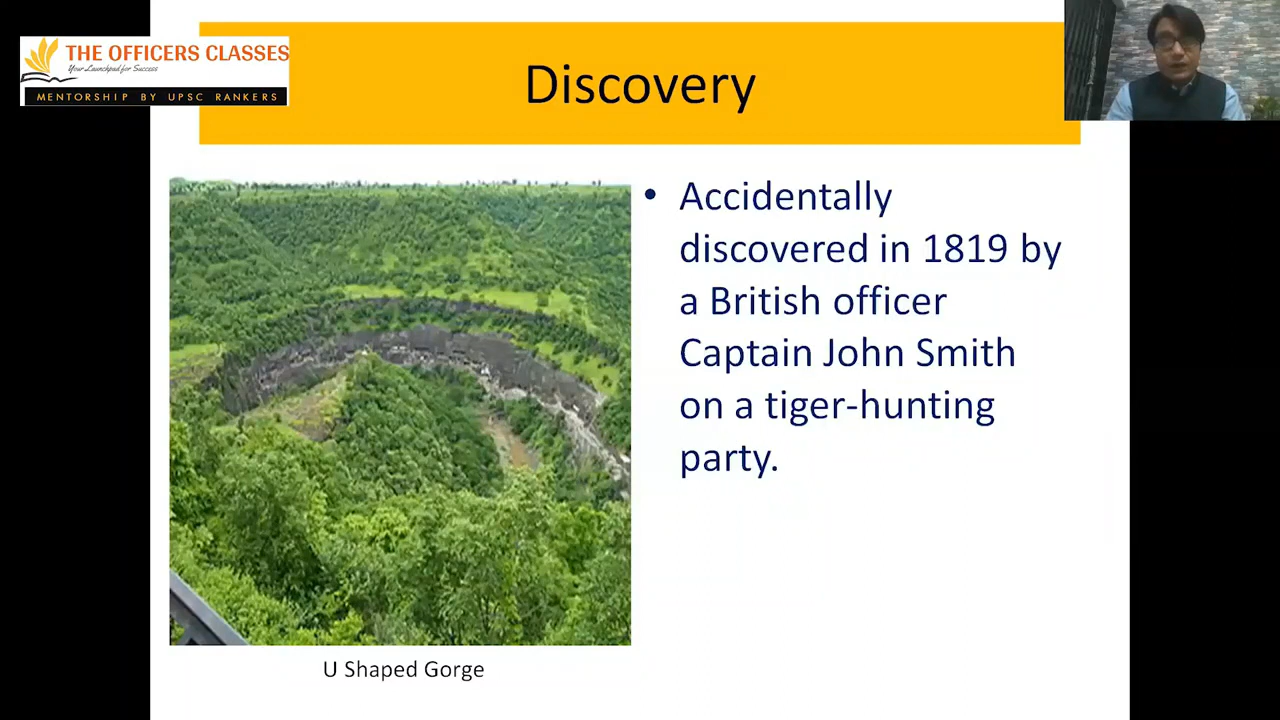 THE OFFICERS CLASSES
Your Launchpad for Success
MENTORSHIP BY UPSC RANKERS
Discovery
• Accidentally
discovered in 1819 by
a British officer
Captain John Smith
on a tiger-hunting
party.
U Shaped Gorge